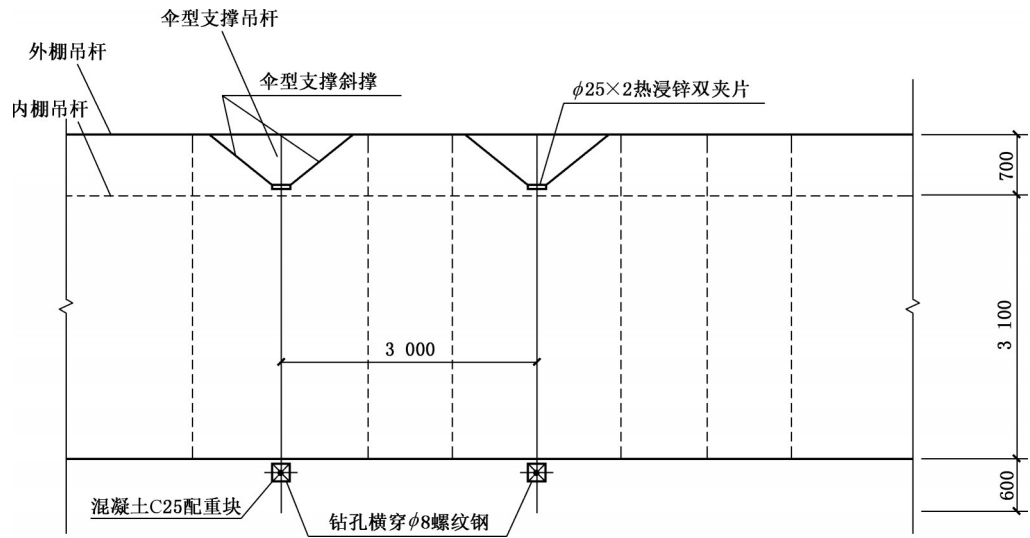 伞型支撑吊杆
外棚吊杆
伞型支撑斜撑
φ25×2热浸锌双夹片
内棚吊杆
700
3 100
3 000
600
混凝土C25配重块
钻孔横穿φ8螺纹钢